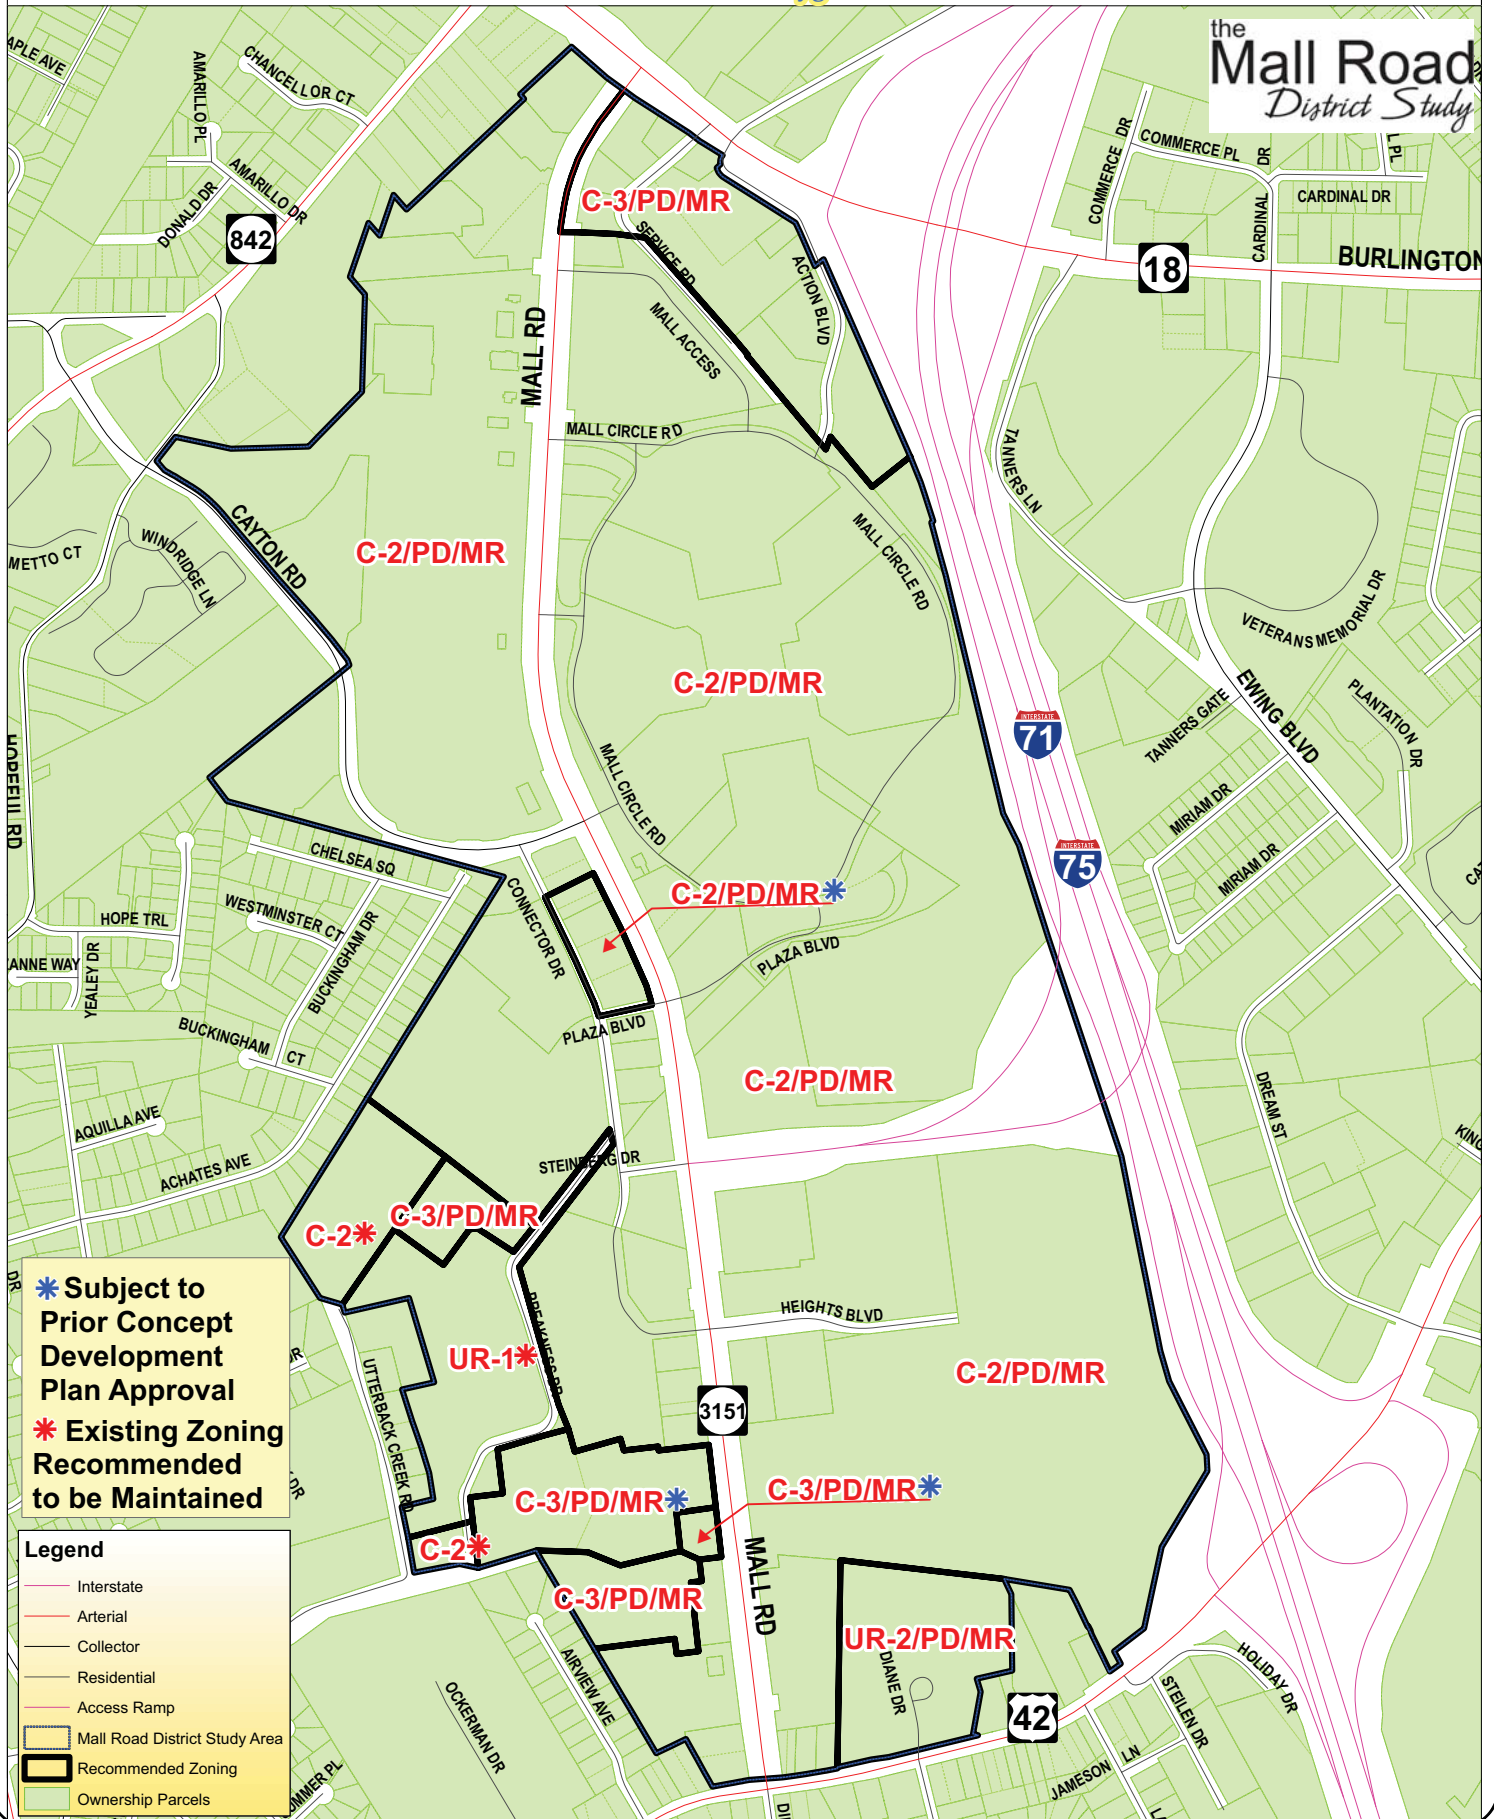 the
Mall Road
District Study
CHANCELLOR CT
AMARILLO PL
AMARILLO DR
DONALD DR
842
C-3/PD/MR
SERVICE RD
ACTION BLVD
MALL ACCESS
MALL RD
MALL CIRCLE RD
COMMERCE DR
COMMERCE PL
CARDINAL DR
CARDINAL DR
18
BURLINGTON
TANNERS LN
CAYTON RD
WINDRIDGE LN
METTO CT
C-2/PD/MR
MALL CIRCLE RD
C-2/PD/MR
VETERANS MEMORIAL DR
EWING BLVD
TANNERS GATE
PLANTATION DR
INTERSTATE
71
INTERSTATE
75
MIRIAM DR
MIRIAM DR
HOPEFUL RD
MALL CIRCLE RD
CHELSEA SQ
WESTMINSTER CT
BUCKINGHAM DR
HOPE TRL
ANNE WAY
YEALEY DR
CONNECTOR DR
C-2/PD/MR*
PLAZA BLVD
PLAZA BLVD
BUCKINGHAM CT
C-2/PD/MR
DREAM ST
AQUILLA AVE
ACHATES AVE
STEINBERG DR
C-3/PD/MR
C-2*
* Subject to
Prior Concept
Development
Plan Approval
* Existing Zoning
Recommended
to be Maintained
UTTERBACK CREEK RD
UR-1*
PREAKNESS DR
HEIGHTS BLVD
C-2/PD/MR
3151
C-3/PD/MR*
C-3/PD/MR*
C-2*
C-3/PD/MR
MALL RD
UR-2/PD/MR
DIANE DR
AIRVIEW AVE
OCKERMAN DR
42
HOLIDAY DR
STEILEN DR
JAMESON LN
Legend
Interstate
Arterial
Collector
Residential
Access Ramp
Mall Road District Study Area
Recommended Zoning
Ownership Parcels